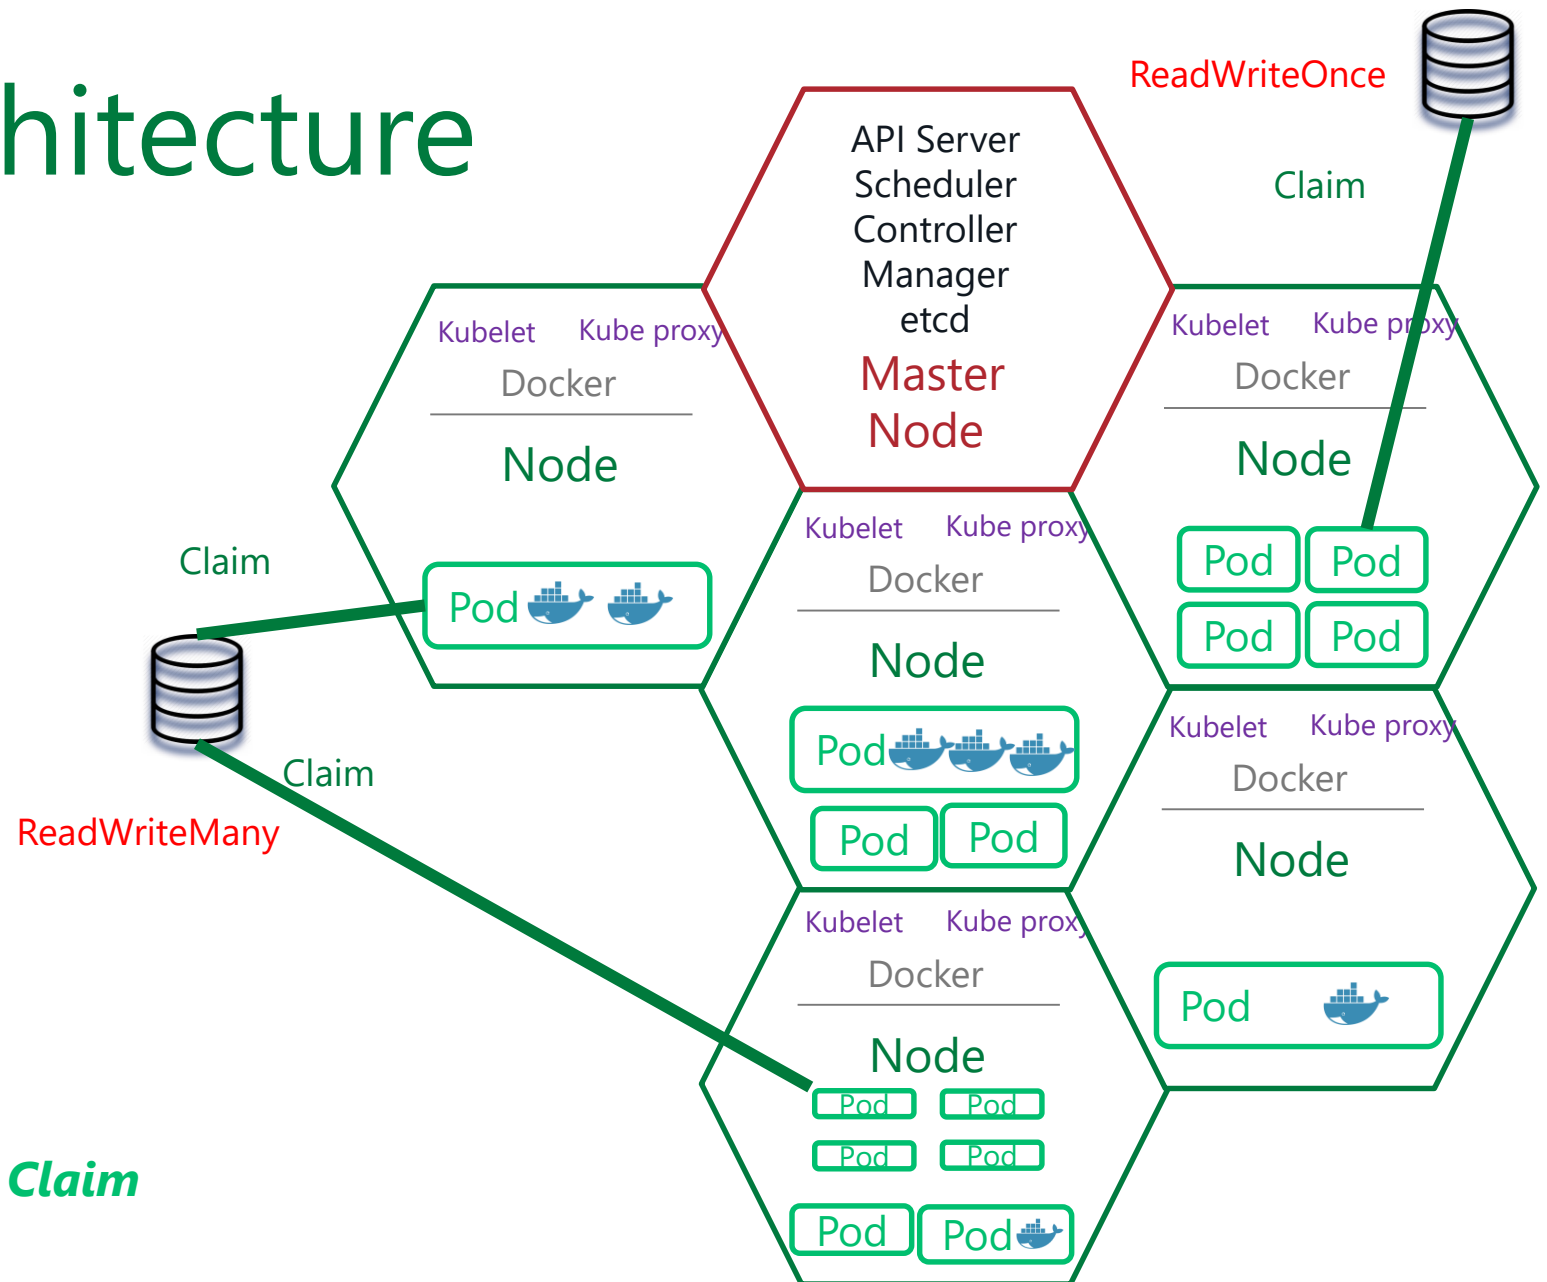 hitecture
ReadWriteOnce
Claim
API Server
Scheduler
Controller
Manager
etcd
Master
Node
Kubelet Kube proxy
Docker
Node
Pod
Claim
Claim
ReadWriteMany
Kubelet Kube proxy
Docker
Node
Pod Pod
Pod Pod
Kubelet Kube proxy
Docker
Node
Pod
Pod Pod
Kubelet Kube proxy
Docker
Node
Pod
Kubelet Kube proxy
Docker
Node
Pod Pod
Pod Pod
Pod Pod
Claim